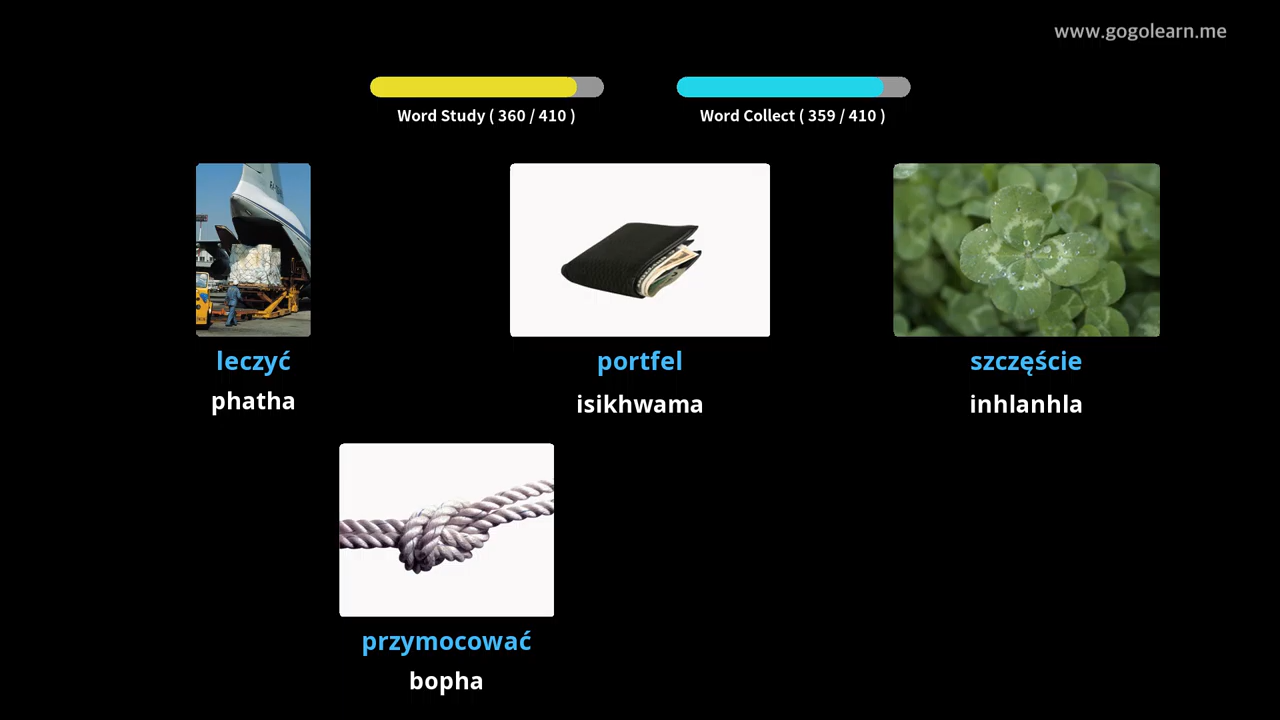 www.gogolearn.me
Word Study ( 360 / 410 )
Word Collect ( 359 / 410 )
leczyć
phatha
portfel
isikhwama
szczęście
inhlanhla
przymocować
bopha